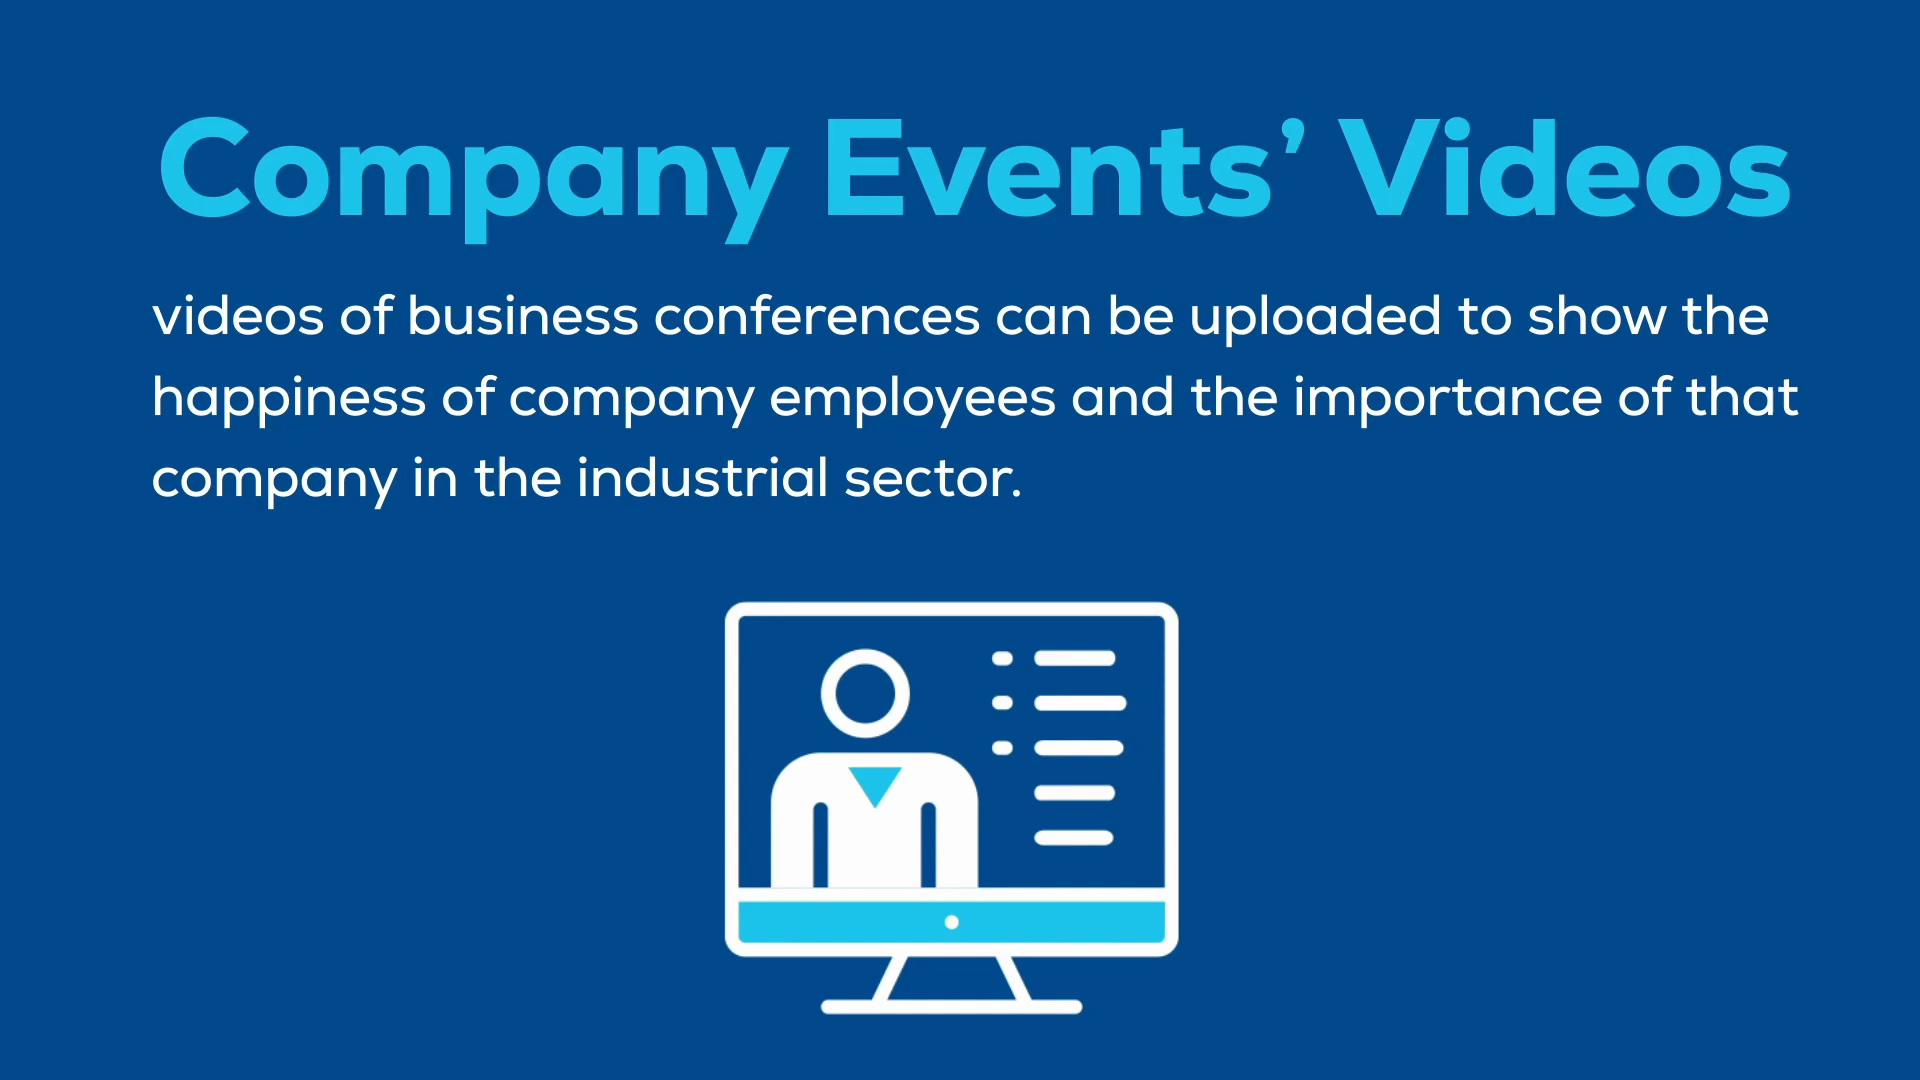 Company Events’ Videos
videos of business conferences can be uploaded to show the
happiness of company employees and the importance of that
company in the industrial sector.